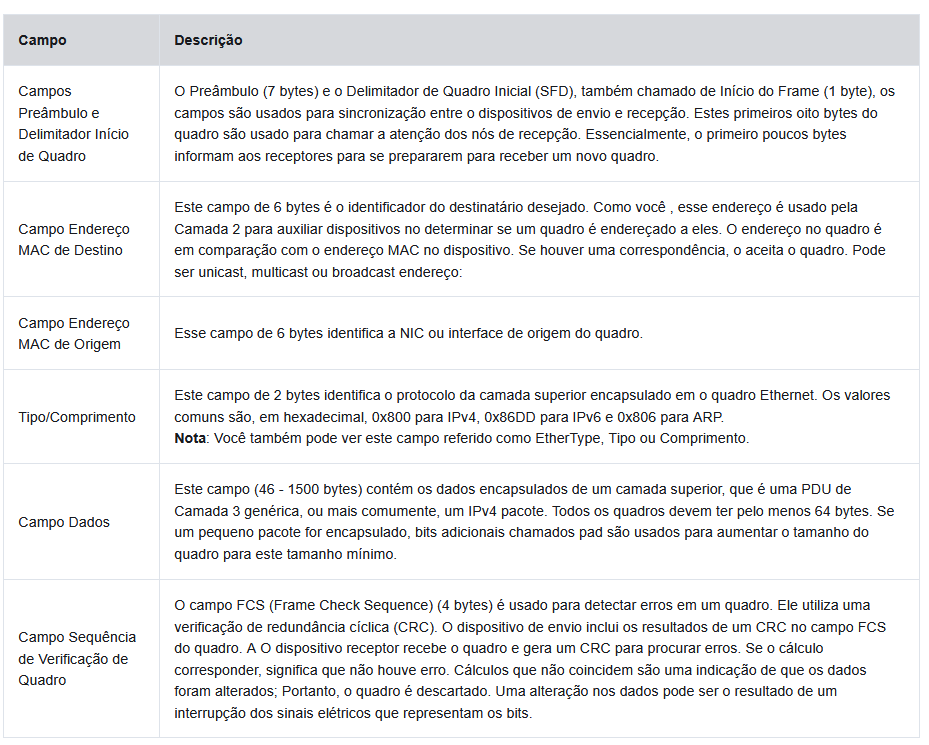 Campo
Descrição
Campos
Preâmbulo e
Delimitador Início
de Quadro
O Preâmbulo (7 bytes) e o Delimitador de Quadro Inicial (SFD), também chamado de Início do Frame (1 byte), os
campos são usados para sincronização entre o dispositivos de envio e recepção. Estes primeiros oito bytes do
quadro são usado para chamar a atenção dos nós de recepção. Essencialmente, o primeiro poucos bytes
informam aos receptores para se prepararem para receber um novo quadro.
Campo Endereço
MAC de Destino
Este campo de 6 bytes é o identificador do destinatário desejado. Como você , esse endereço é usado pela
Camada 2 para auxiliar dispositivos no determinar se um quadro é endereçado a eles. O endereço no quadro é
em comparação com o endereço MAC no dispositivo. Se houver uma correspondência, o aceita o quadro. Pode
ser unicast, multicast ou broadcast endereço:
Campo Endereço
MAC de Origem
Esse campo de 6 bytes identifica a NIC ou interface de origem do quadro.
Tipo/Comprimento
Este campo de 2 bytes identifica o protocolo da camada superior encapsulado em o quadro Ethernet. Os valores
comuns são, em hexadecimal, 0x800 para IPv4, 0x86DD para IPv6 e 0x806 para ARP.
Nota: Você também pode ver este campo referido como EtherType, Tipo ou Comprimento.
Campo Dados
Este campo (46 - 1500 bytes) contém os dados encapsulados de um camada superior, que é uma PDU de
Camada 3 genérica, ou mais comumente, um IPv4 pacote. Todos os quadros devem ter pelo menos 64 bytes. Se
um pequeno pacote for encapsulado, bits adicionais chamados pad são usados para aumentar o tamanho do
quadro para este tamanho mínimo.
Campo Sequência
de Verificação de
Quadro
O campo FCS (Frame Check Sequence) (4 bytes) é usado para detectar erros em um quadro. Ele utiliza uma
verificação de redundância cíclica (CRC). O dispositivo de envio inclui os resultados de um CRC no campo FCS
do quadro. A O dispositivo receptor recebe o quadro e gera um CRC para procurar erros. Se o cálculo
corresponder, significa que não houve erro. Cálculos que não coincidem são uma indicação de que os dados
foram alterados; Portanto, o quadro é descartado. Uma alteração nos dados pode ser o resultado de um
interrupção dos sinais elétricos que representam os bits.